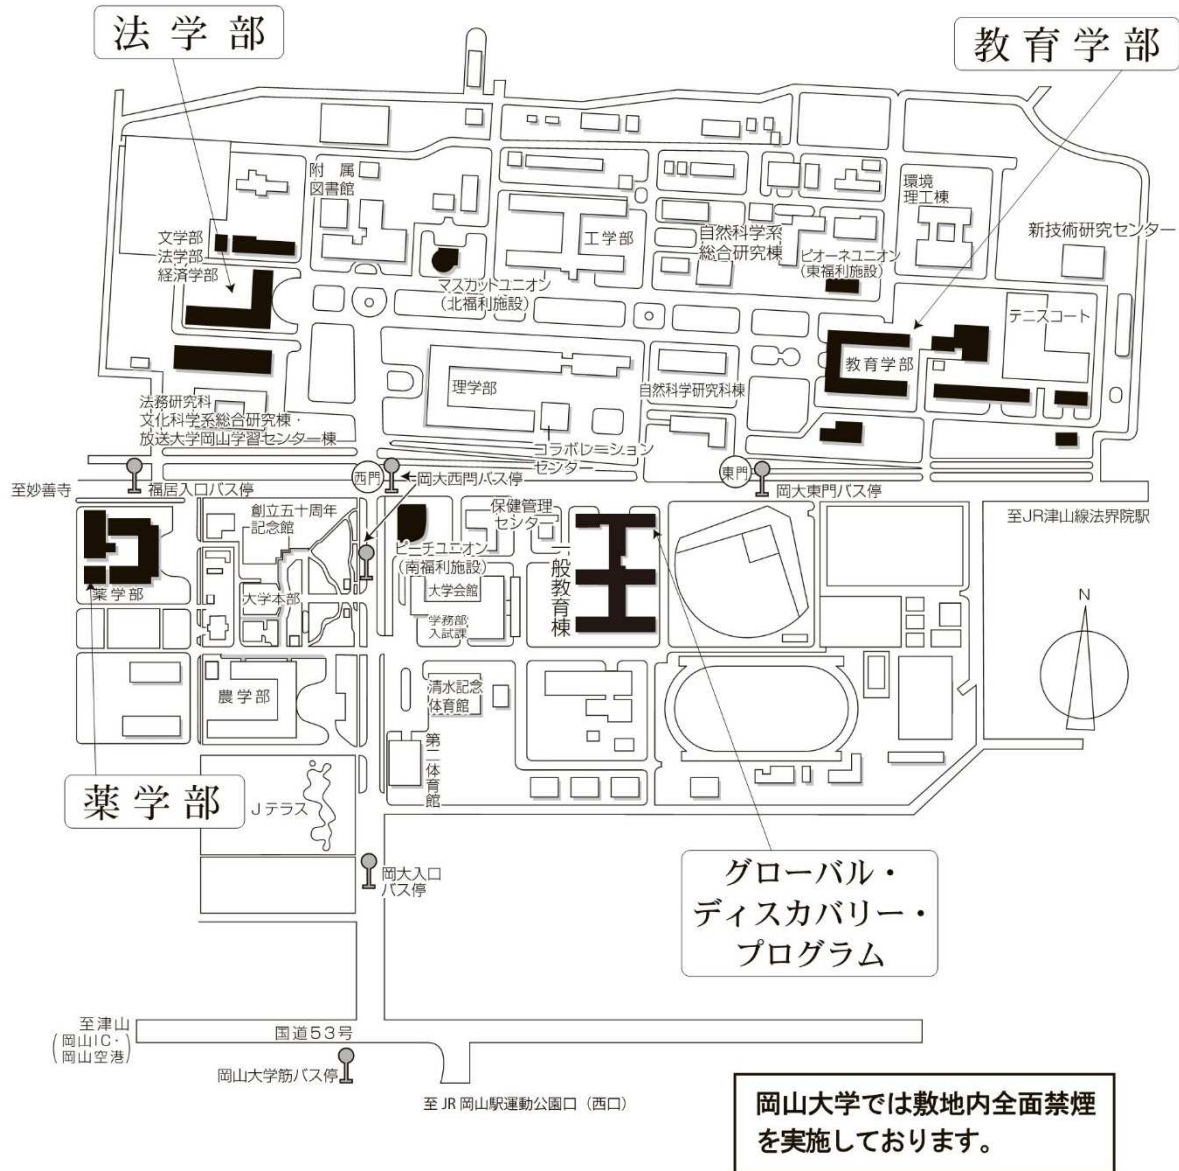 法学部
教育学部
附属
図書館
環境
理工棟
文学部
法学部
経済学部
工学部
自然科学系
総合研究棟
ピオーネユニオン
(東福利施設)
新技術研究センター
マスカットユニオン
(北福利施設)
テニスコート
教育学部
理学部
自然科学研究科棟
法務研究科
文化科学系総合研究棟・
放送大学岡山学習センター棟
コラボレーション
センター
西門
東門
至妙善寺
福居入口バス停
岡大西門バス停
岡大東門バス停
至JR津山線法界院駅
創立五十周年
記念館
保健管理
センター
ピーチユニオン
(南福利施設)
一般教育棟
薬学部
大学本部
大学会館
学務部
入試課
N
農学部
清水記念
体育館
第二体育館
薬学部
Jテラス
岡大入口
バス停
グローバル・
ディスカバリー・
プログラム
至津山
(岡山IC・
岡山空港)
国道53号
岡山大学筋バス停
至JR岡山駅運動公園口(西口)
岡山大学では敷地内全面禁煙
を実施しております。